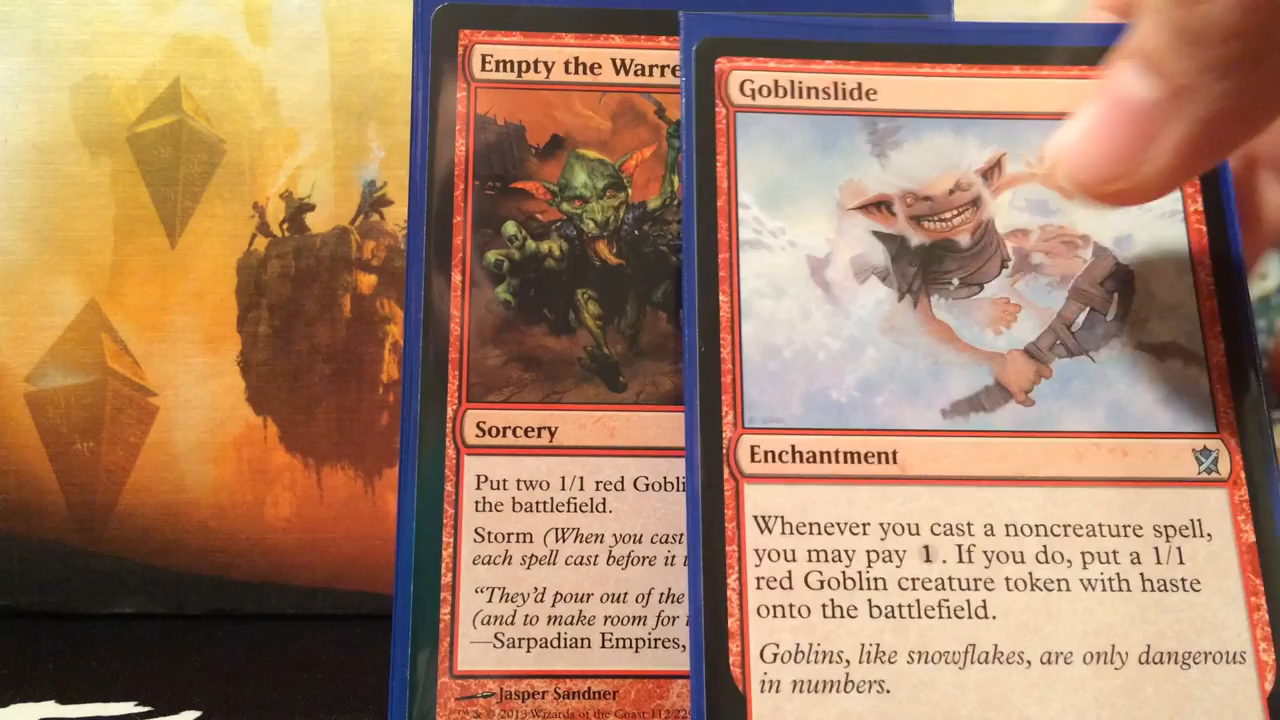 Empty the Warre
Sorcery
Put two 1/1 red Gobli
the battlefield.
Storm (When you cast
each spell cast before it
"They'd pour out of the
(and to make room for
—Sarpadian Empires,
Jasper Sandner
™ & © 2013 Wizards of the Coast 112/22
Goblinslide
Enchantment
Whenever you cast a noncreature spell,
you may pay 1. If you do, put a 1/1
red Goblin creature token with haste
onto the battlefield.
Goblins, like snowflakes, are only dangerous
in numbers.